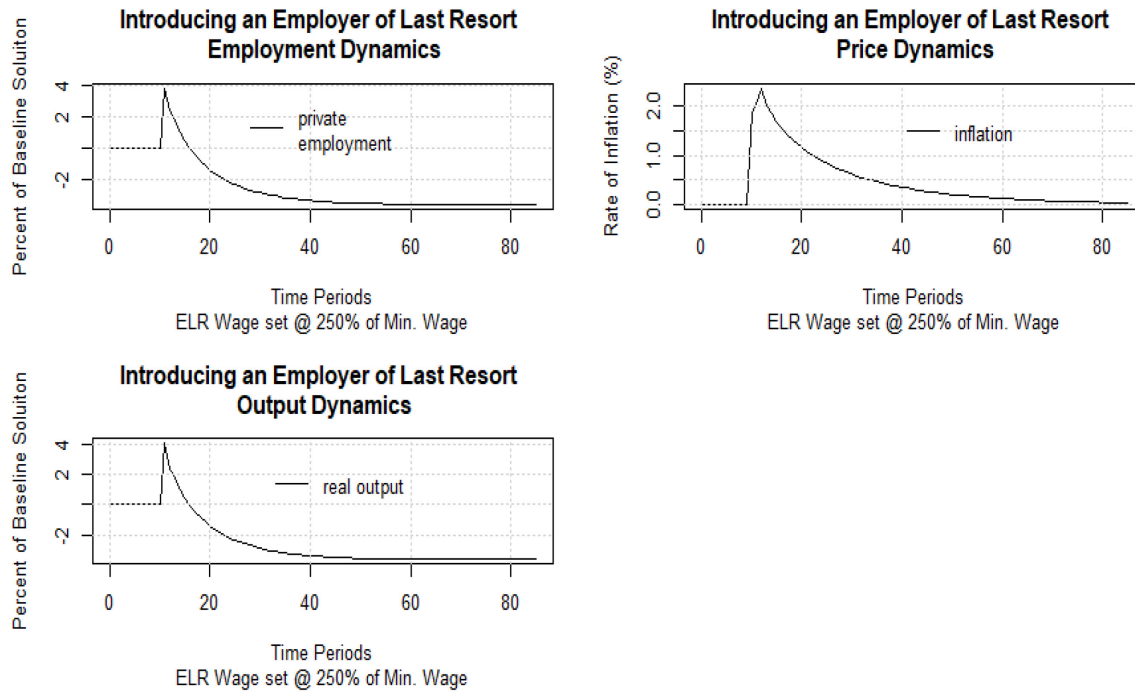 Introducing an Employer of Last Resort
Employment Dynamics
Percent of Baseline Soluiton
4
2
-2
private
employment
0
20
40
60
80
Time Periods
ELR Wage set @ 250% of Min. Wage
Introducing an Employer of Last Resort
Price Dynamics
Rate of Inflation (%)
2.0
1.0
0.0
inflation
0
20
40
60
80
Time Periods
ELR Wage set @ 250% of Min. Wage
Introducing an Employer of Last Resort
Output Dynamics
Percent of Baseline Soluiton
4
2
-2
real output
0
20
40
60
80
Time Periods
ELR Wage set @ 250% of Min. Wage